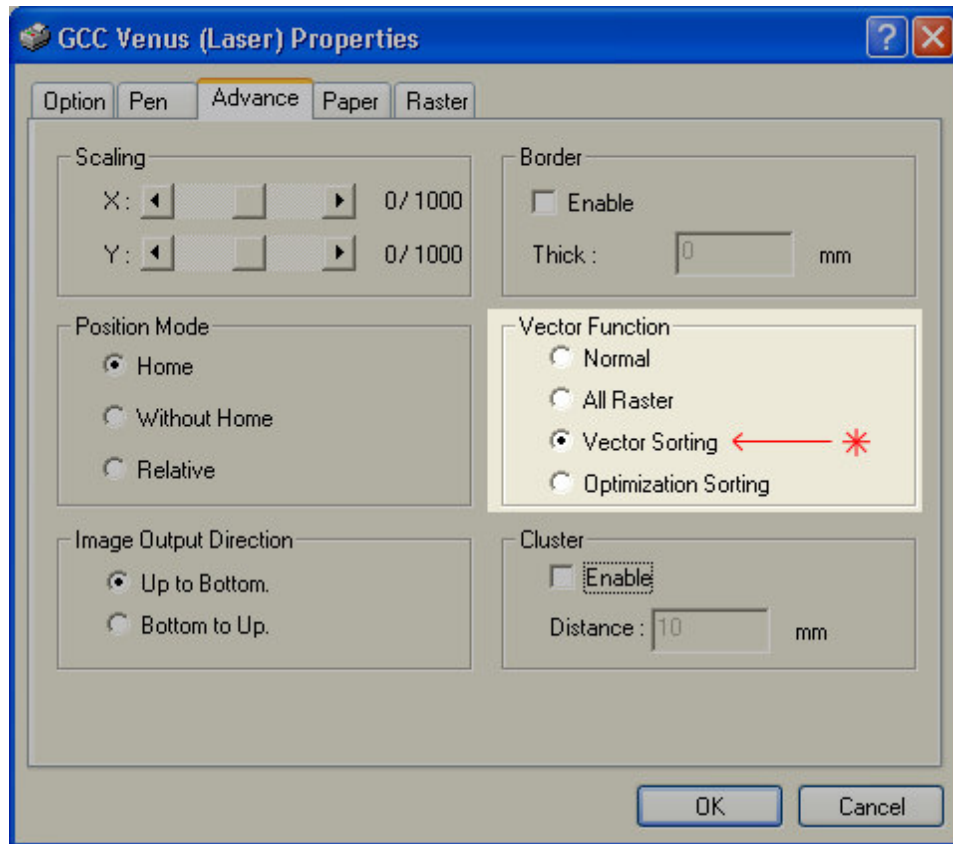 GCC Venus (Laser) Properties
Option Pen Advance Paper Raster
Scaling
X: 0/ 1000
Y: 0/ 1000
Border
Enable
Thick : 0 mm
Position Mode
Home
Without Home
Relative
Vector Function
Normal
All Raster
Vector Sorting
Optimization Sorting
Image Output Direction
Up to Bottom.
Bottom to Up.
Cluster
Enable
Distance : 10 mm
OK Cancel